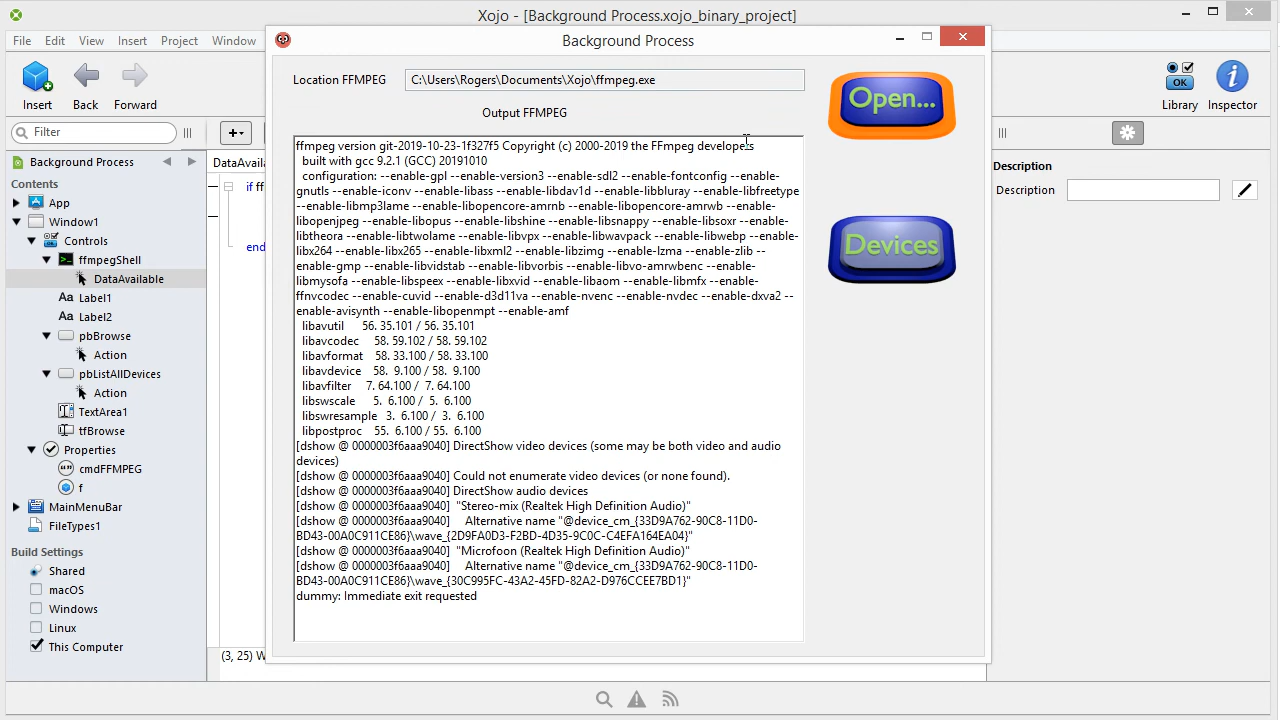 Xojo - [Background Process.xojo_binary_project]
File Edit View Insert Project Window
Insert Back Forward
OK
Library Inspector
Filter
Background Process
Contents
App
Window1
Controls
ffmpegShell
DataAvailable
Label1
Label2
pbBrowse
Action
pbListAllDevices
Action
TextArea1
tfBrowse
Properties
cmdFFMPEG
f
MainMenuBar
FileTypes1
Build Settings
Shared
macOS
Windows
Linux
This Computer
DataAvaila
if ff
end
(3, 25) W
Background Process
Location FFMPEG
C:\Users\Rogers\Documents\Xojo\ffmpeg.exe
Output FFMPEG
Open...
Devices
ffmpeg version git-2019-10-23-1f327f5 Copyright (c) 2000-2019 the FFmpeg developers
built with gcc 9.2.1 (GCC) 20191010
configuration: --enable-gpl --enable-version3 --enable-sdl2 --enable-fontconfig --enable-
gnutls --enable-iconv --enable-libass --enable-libdav1d --enable-libbluray --enable-libfreetype
--enable-libmp3lame --enable-libopencore-amrnb --enable-libopencore-amrwb --enable-
libopenjpeg --enable-libopus --enable-libshine --enable-libsnappy --enable-libsoxr --enable-
libtheora --enable-libtwolame --enable-libvpx --enable-libwavpack --enable-libwebp --enable-
libx264 --enable-libx265 --enable-libxml2 --enable-libzimg --enable-lzma --enable-zlib --
enable-gmp --enable-libvidstab --enable-libvorbis --enable-libvo-amrwbenc --enable-
libmysofa --enable-libspeex --enable-libxvid --enable-libaom --enable-libmfx --enable-
ffnvcodec --enable-cuvid --enable-d3d11va --enable-nvenc --enable-nvdec --enable-dxva2 --
enable-avisynth --enable-libopenmpt --enable-amf
libavutil 56. 35.101 / 56. 35.101
libavcodec 58. 59.102 / 58. 59.102
libavformat 58. 33.100 / 58. 33.100
libavdevice 58. 9.100 / 58. 9.100
libavfilter 7. 64.100 / 7. 64.100
libswscale 5. 6.100 / 5. 6.100
libswresample 3. 6.100 / 3. 6.100
libpostproc 55. 6.100 / 55. 6.100
[dshow @ 0000003f6aaa9040] DirectShow video devices (some may be both video and audio
devices)
[dshow @ 0000003f6aaa9040] Could not enumerate video devices (or none found).
[dshow @ 0000003f6aaa9040] DirectShow audio devices
[dshow @ 0000003f6aaa9040] "Stereo-mix (Realtek High Definition Audio)"
[dshow @ 0000003f6aaa9040] Alternative name "@device_cm_{33D9A762-90C8-11D0-
BD43-00A0C911CE86}\wave_{2D9FA0D3-F2BD-4D35-9C0C-C4EFA164EA04}"
[dshow @ 0000003f6aaa9040] "Microfoon (Realtek High Definition Audio)"
[dshow @ 0000003f6aaa9040] Alternative name "@device_cm_{33D9A762-90C8-11D0-
BD43-00A0C911CE86}\wave_{30C995FC-43A2-45FD-82A2-D976CCEE7BD1}"
dummy: Immediate exit requested
Description
Description